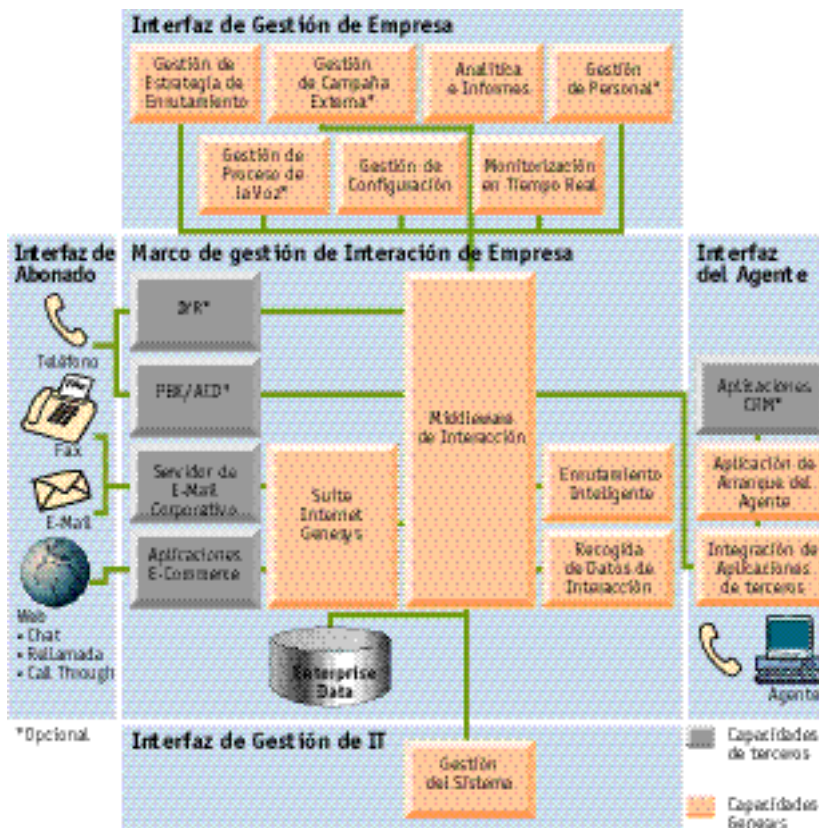 Interfaz de Gestión de Empresa
Gestión de
Estrategia de
Enrutamiento
Gestión
de Campaña
Externa*
Analítica
e Informes
Gestión
de Personal*
Gestión de
Proceso de
la Voz*
Gestión de
Configuración
Monitorización
en Tiempo Real
Interfaz de
Abonado
Teléfono
Fax
E-Mail
Web
• Chat
• Rellamada
• Call Through
Marco de gestión de Interación de Empresa
IVR*
PBX/ACD*
Servidor de
E-Mail
Corporativo...
Aplicaciones
E-Commerce
Suite
Internet
Genesys
Middleware
de Interacción
Enrutamiento
Inteligente
Recogida
de Datos de
Interacción
Enterprise
Data
Interfaz
del Agente
Aplicaciones
CRM*
Aplicación de
Arranque del
Agente
Integración de
Aplicaciones
de terceros
Agente
*Opcional
Interfaz de Gestión de IT
Gestión
del Sistema
Capacidades
de terceros
Capacidades
Genesys